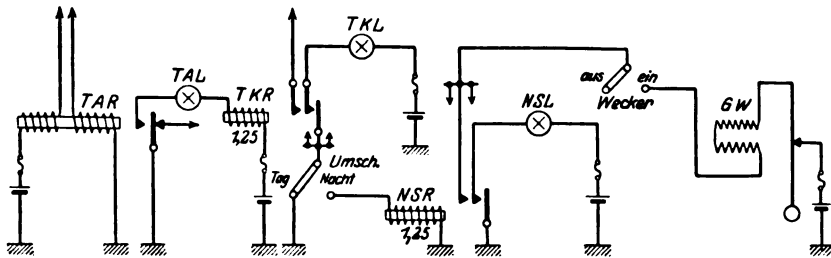 TAR
TAL
TKR
1,25
TKL
Tag
Umsch.
Nacht
NSR
1,25
NSL
aus
ein
Wecker
GW